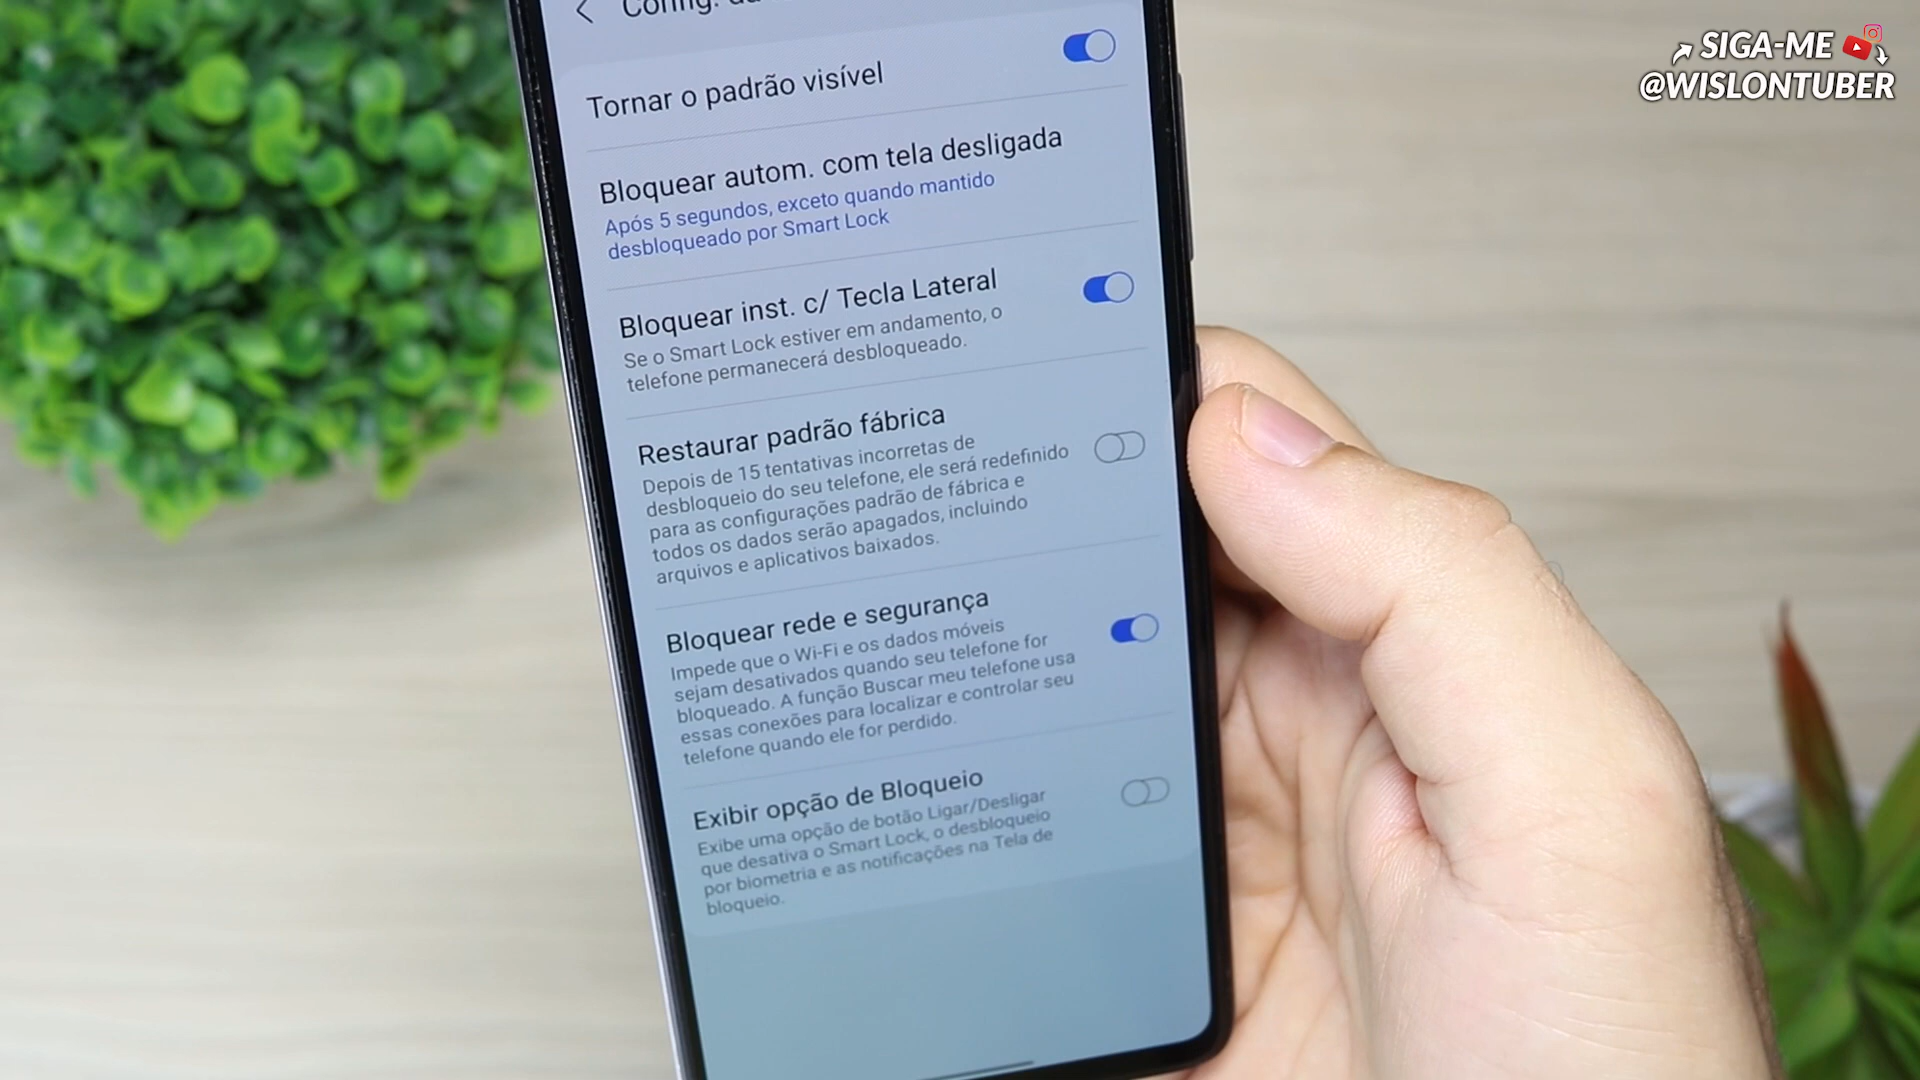 SIGA-ME
@WISLONTUBER
Config.
Tornar o padrão visível
Bloquear autom. com tela desligada
Após 5 segundos, exceto quando mantido
desbloqueado por Smart Lock
Bloquear inst. c/ Tecla Lateral
Se o Smart Lock estiver em andamento, o
telefone permanecerá desbloqueado.
Restaurar padrão fábrica
Depois de 15 tentativas incorretas de
desbloqueio do seu telefone, ele será redefinido
para as configurações padrão de fábrica e
todos os dados serão apagados, incluindo
arquivos e aplicativos baixados.
Bloquear rede e segurança
Impede que o Wi-Fi e os dados móveis
sejam desativados quando seu telefone for
bloqueado. A função Buscar meu telefone usa
essas conexões para localizar e controlar seu
telefone quando ele for perdido.
Exibir opção de Bloqueio
Exibe uma opção de botão Ligar/Desligar
que desativa o Smart Lock, o desbloqueio
por biometria e as notificações na Tela de
bloqueio.